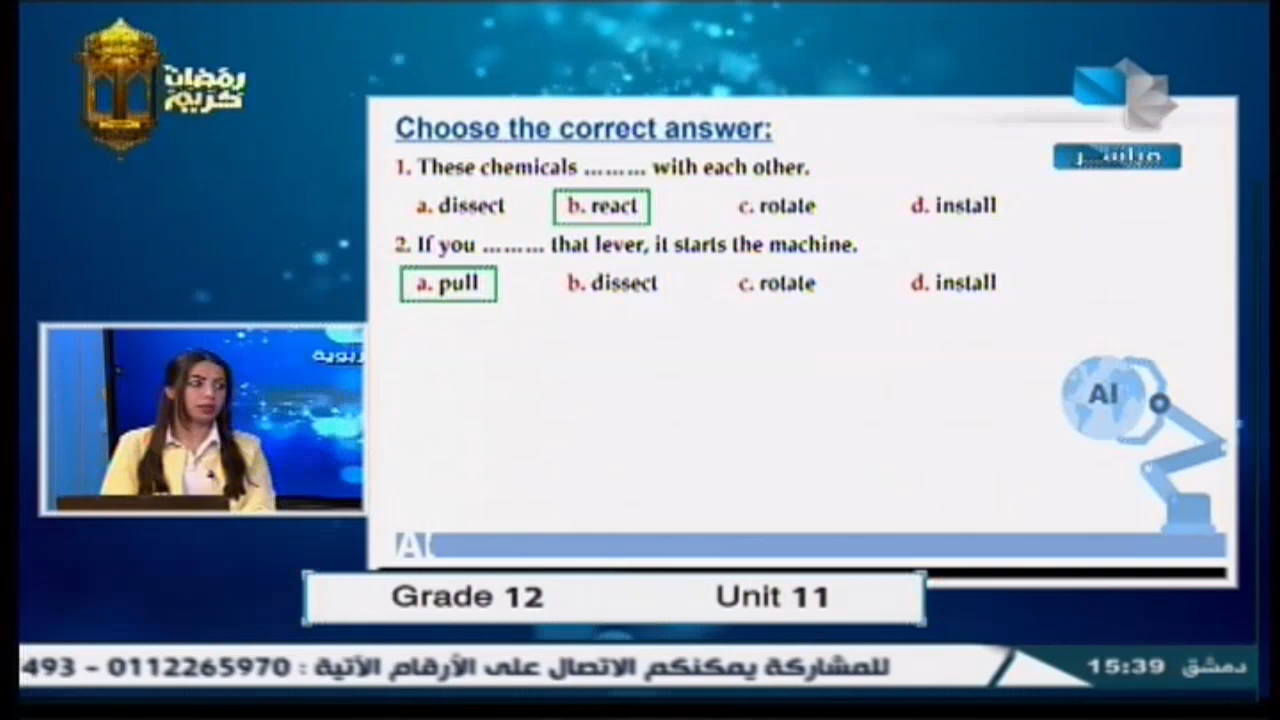 رمضان
كريم
مباشر
Choose the correct answer:
1. These chemicals ......... with each other.
a. dissect b. react c. rotate d. install
2. If you ......... that lever, it starts the machine.
a. pull b. dissect c. rotate d. install
AI
Grade 12 Unit 11
للمشاركة يمكنكم الاتصال على الأرقام الآتية : 0112265970 - 493
دمشق 15:39